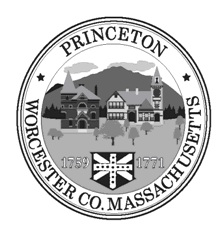 PRINCETON
WORCESTER CO. MASSACHUSETTS
1759 1771